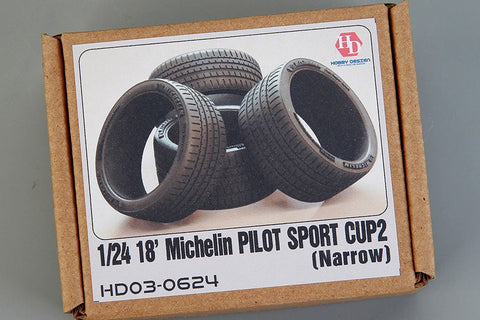 HD
HOBBY DESIGN
1/24 18' Michelin PILOT SPORT CUP2
(Narrow)
HD03-0624